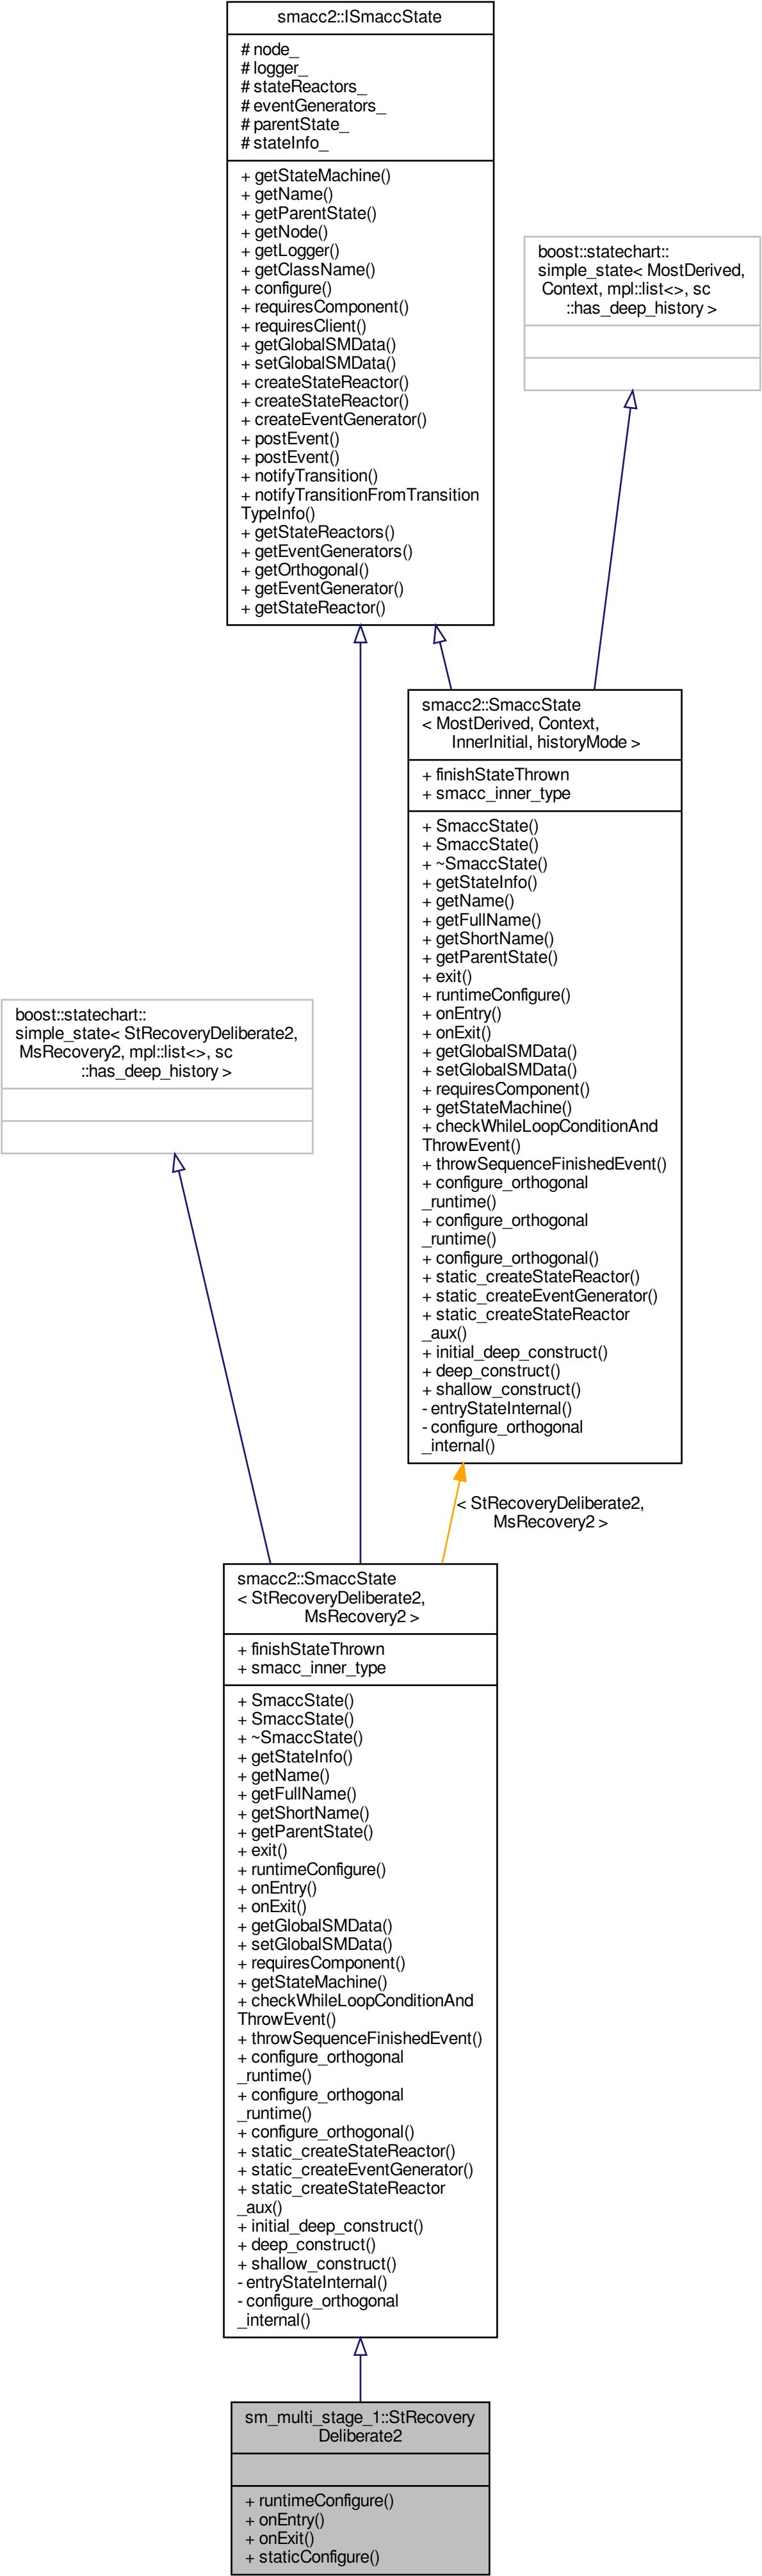 smacc2::ISmaccState
# node_
# logger_
# stateReactors_
# eventGenerators_
# parentState_
# stateInfo_
+ getStateMachine()
+ getName()
+ getParentState()
+ getNode()
+ getLogger()
+ getClassName()
+ configure()
+ requiresComponent()
+ requiresClient()
+ getGlobalSMData()
+ setGlobalSMData()
+ createStateReactor()
+ createStateReactor()
+ createEventGenerator()
+ postEvent()
+ postEvent()
+ notifyTransition()
+ notifyTransitionFromTransition
TypeInfo()
+ getStateReactors()
+ getEventGenerators()
+ getOrthogonal()
+ getEventGenerator()
+ getStateReactor()
boost::statechart::
simple_state< MostDerived,
Context, mpl::list<>, sc
::has_deep_history >
smacc2::SmaccState
< MostDerived, Context,
InnerInitial, historyMode >
+ finishStateThrown
+ smacc_inner_type
+ SmaccState()
+ SmaccState()
+ ~SmaccState()
+ getStateInfo()
+ getName()
+ getFullName()
+ getShortName()
+ getParentState()
+ exit()
+ runtimeConfigure()
+ onEntry()
+ onExit()
+ getGlobalSMData()
+ setGlobalSMData()
+ requiresComponent()
+ getStateMachine()
+ checkWhileLoopConditionAnd
ThrowEvent()
+ throwSequenceFinishedEvent()
+ configure_orthogonal
_runtime()
+ configure_orthogonal
_runtime()
+ configure_orthogonal()
+ static_createStateReactor()
+ static_createEventGenerator()
+ static_createStateReactor
_aux()
+ initial_deep_construct()
+ deep_construct()
+ shallow_construct()
- entryStateInternal()
- configure_orthogonal
_internal()
boost::statechart::
simple_state< StRecoveryDeliberate2,
MsRecovery2, mpl::list<>, sc
::has_deep_history >
< StRecoveryDeliberate2,
MsRecovery2 >
smacc2::SmaccState
< StRecoveryDeliberate2,
MsRecovery2 >
+ finishStateThrown
+ smacc_inner_type
+ SmaccState()
+ SmaccState()
+ ~SmaccState()
+ getStateInfo()
+ getName()
+ getFullName()
+ getShortName()
+ getParentState()
+ exit()
+ runtimeConfigure()
+ onEntry()
+ onExit()
+ getGlobalSMData()
+ setGlobalSMData()
+ requiresComponent()
+ getStateMachine()
+ checkWhileLoopConditionAnd
ThrowEvent()
+ throwSequenceFinishedEvent()
+ configure_orthogonal
_runtime()
+ configure_orthogonal
_runtime()
+ configure_orthogonal()
+ static_createStateReactor()
+ static_createEventGenerator()
+ static_createStateReactor
_aux()
+ initial_deep_construct()
+ deep_construct()
+ shallow_construct()
- entryStateInternal()
- configure_orthogonal
_internal()
sm_multi_stage_1::StRecovery
Deliberate2
+ runtimeConfigure()
+ onEntry()
+ onExit()
+ staticConfigure()